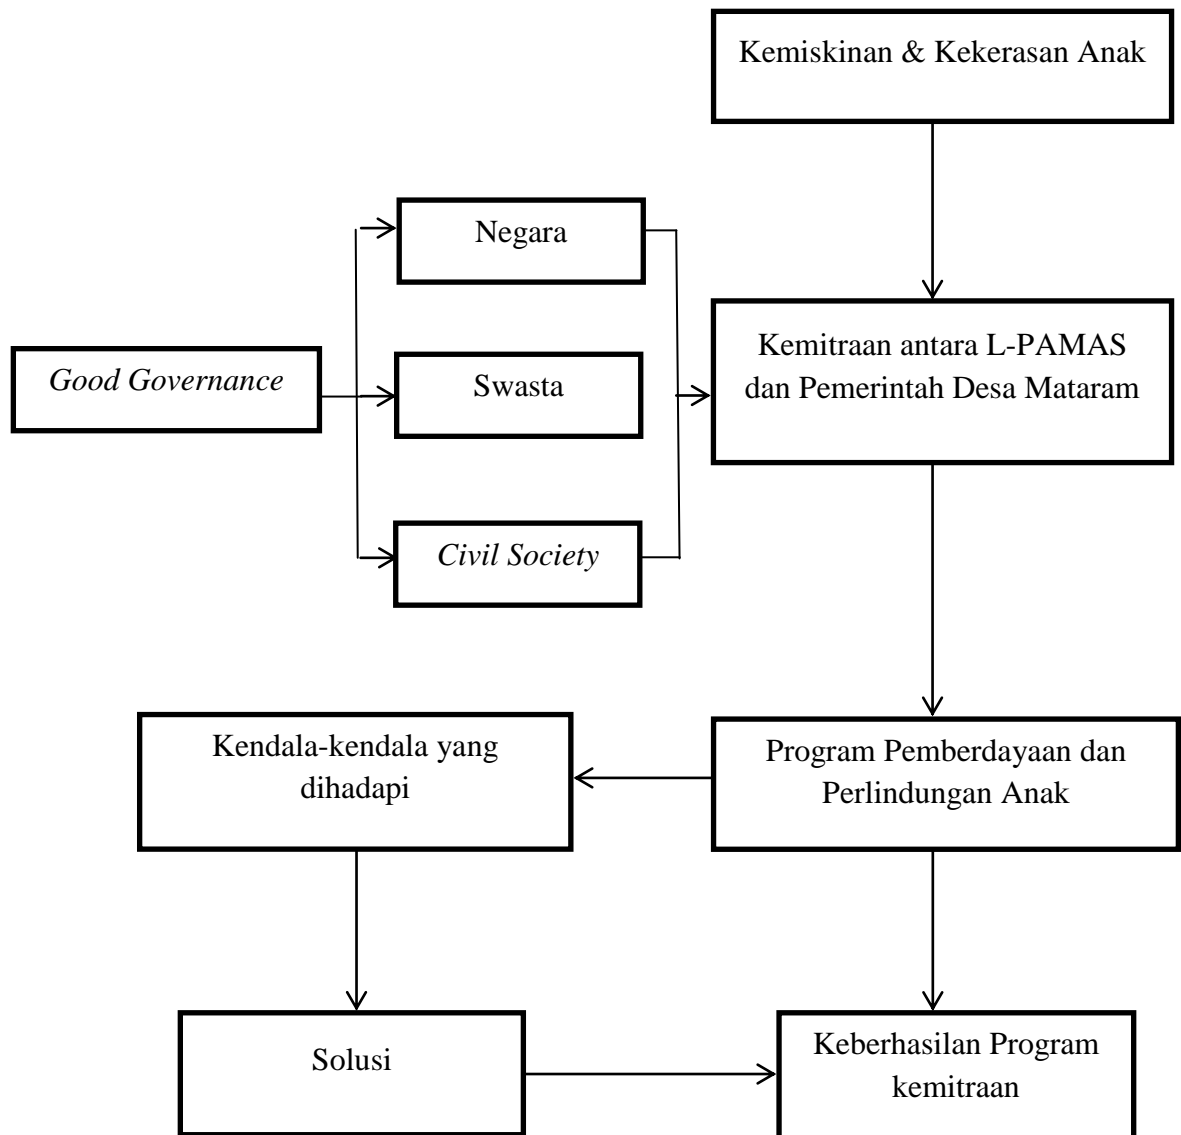 Kemiskinan & Kekerasan Anak
Negara
Kemitraan antara L-PAMAS
dan Pemerintah Desa Mataram
Good Governance
Swasta
Civil Society
Kendala-kendala yang
dihadapi
Program Pemberdayaan dan
Perlindungan Anak
Solusi
Keberhasilan Program
kemitraan